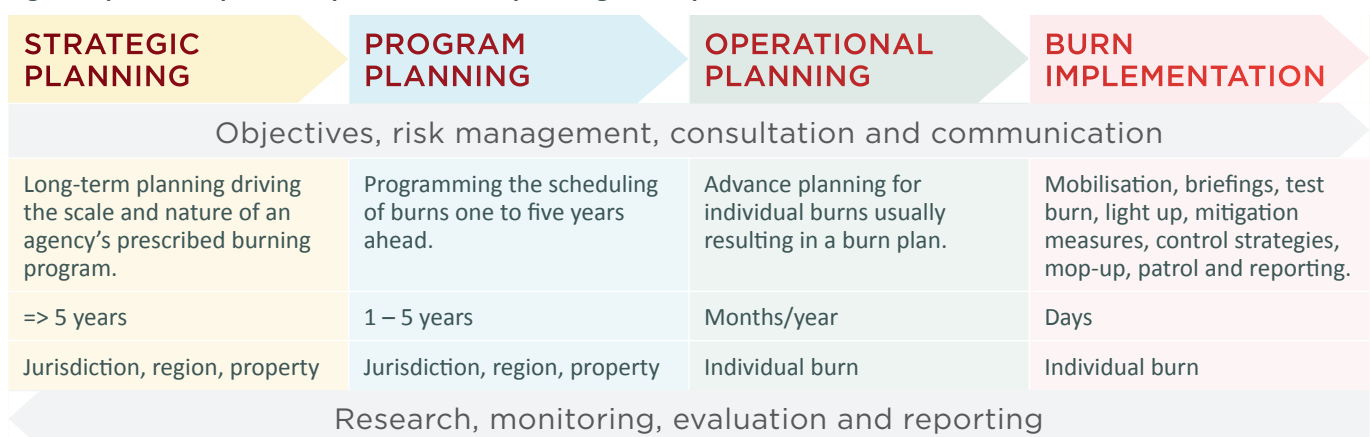 STRATEGIC
PLANNING
PROGRAM
PLANNING
OPERATIONAL
PLANNING
BURN
IMPLEMENTATION
Objectives, risk management, consultation and communication
Long-term planning driving
the scale and nature of an
agency’s prescribed burning
program.
Programming the scheduling
of burns one to five years
ahead.
Advance planning for
individual burns usually
resulting in a burn plan.
Mobilisation, briefings, test
burn, light up, mitigation
measures, control strategies,
mop-up, patrol and reporting.
=> 5 years
1 – 5 years
Months/year
Days
Jurisdiction, region, property
Jurisdiction, region, property
Individual burn
Individual burn
Research, monitoring, evaluation and reporting